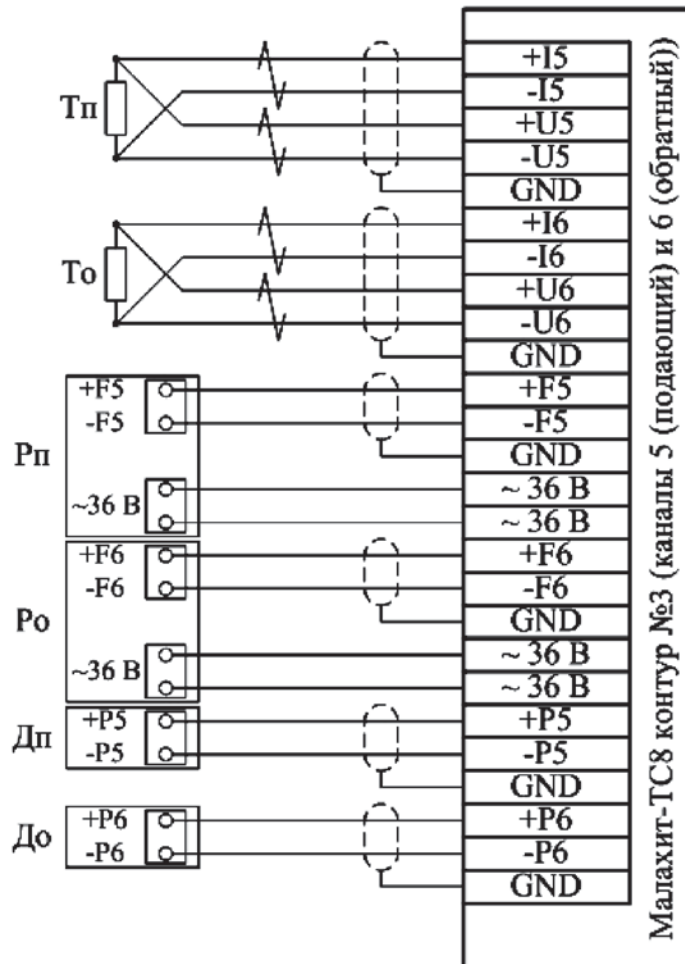 Тп
+I5
-I5
+U5
-U5
GND
То
+I6
-I6
+U6
-U6
GND
Рп
+F5
-F5
~36 В
+F5
-F5
GND
~ 36 В
~ 36 В
Ро
+F6
-F6
~36 В
+F6
-F6
GND
~ 36 В
~ 36 В
Дп
+P5
-P5
+P5
-P5
GND
До
+P6
-P6
+P6
-P6
GND
Малахит-ТС8 контур №3 (каналы 5 (подающий) и 6 (обратный))